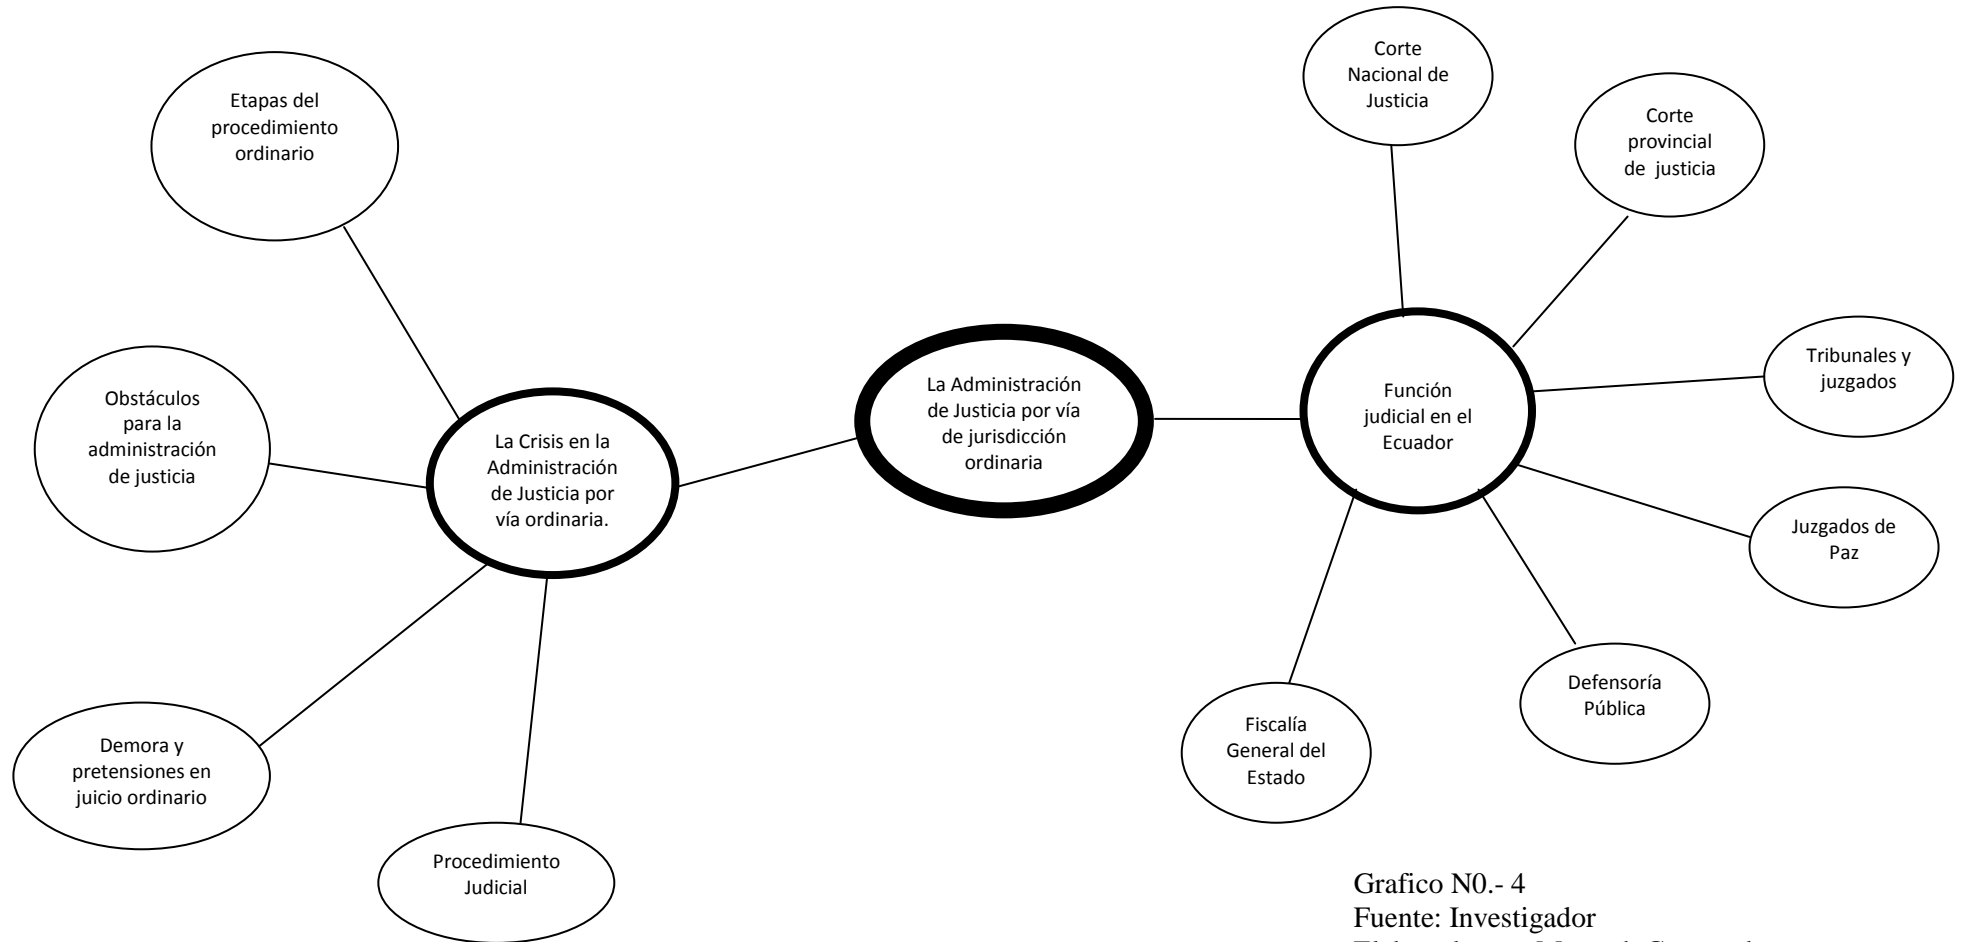 Etapas del
procedimiento
ordinario
Obstáculos
para la
administración
de justicia
Demora y
pretensiones en
juicio ordinario
Procedimiento
Judicial
La Crisis en la
Administración
de Justicia por
vía ordinaria.
La Administración
de Justicia por vía
de jurisdicción
ordinaria
Función
judicial en el
Ecuador
Corte
Nacional de
Justicia
Corte
provincial
de justicia
Tribunales y
juzgados
Juzgados de
Paz
Defensoría
Pública
Fiscalía
General del
Estado
Grafico N0.- 4
Fuente: Investigador